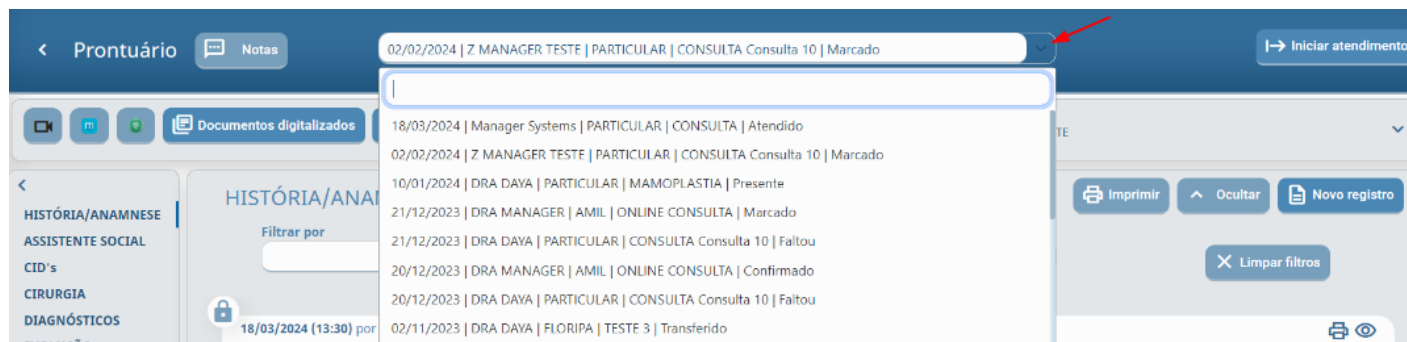 Prontuário
Notas
02/02/2024 | Z MANAGER TESTE | PARTICULAR | CONSULTA Consulta 10 | Marcado
Iniciar atendimento
m
Documentos digitalizados
TE
18/03/2024 | Manager Systems | PARTICULAR | CONSULTA | Atendido
02/02/2024 | Z MANAGER TESTE | PARTICULAR | CONSULTA Consulta 10 | Marcado
10/01/2024 | DRA DAYA | PARTICULAR | MAMOPLASTIA | Presente
21/12/2023 | DRA MANAGER | AMIL | ONLINE CONSULTA | Marcado
21/12/2023 | DRA DAYA | PARTICULAR | CONSULTA Consulta 10 | Faltou
20/12/2023 | DRA MANAGER | AMIL | ONLINE CONSULTA | Confirmado
20/12/2023 | DRA DAYA | PARTICULAR | CONSULTA Consulta 10 | Faltou
02/11/2023 | DRA DAYA | FLORIPA | TESTE 3 | Transferido
HISTÓRIA/ANAMNESE
ASSISTENTE SOCIAL
CID's
CIRURGIA
DIAGNÓSTICOS
HISTÓRIA/ANA
Imprimir
Ocultar
Novo registro
Filtrar por
Limpar filtros
18/03/2024 (13:30) por